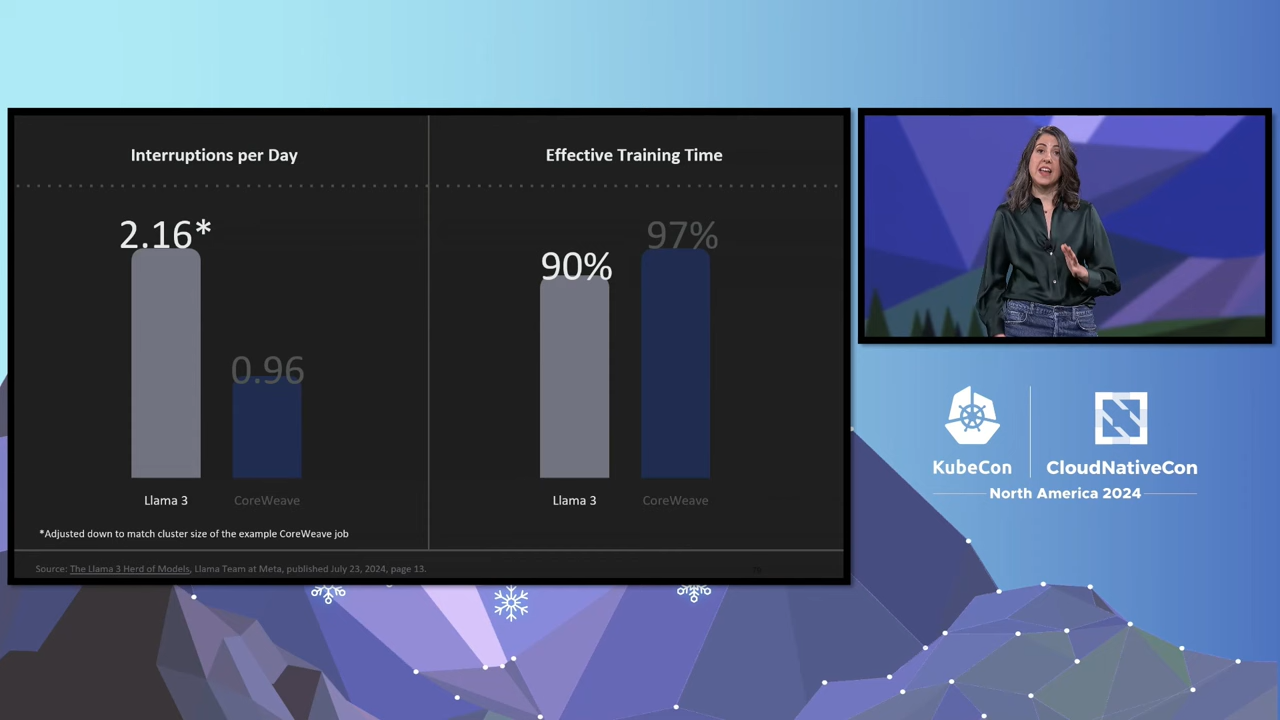 Interruptions per Day
2.16*
0.96
Llama 3
CoreWeave
*Adjusted down to match cluster size of the example CoreWeave job
Effective Training Time
90%
97%
Llama 3
CoreWeave
Source: The Llama 3 Herd of Models, Llama Team at Meta, published July 23, 2024, page 13.
KubeCon
CloudNativeCon
North America 2024